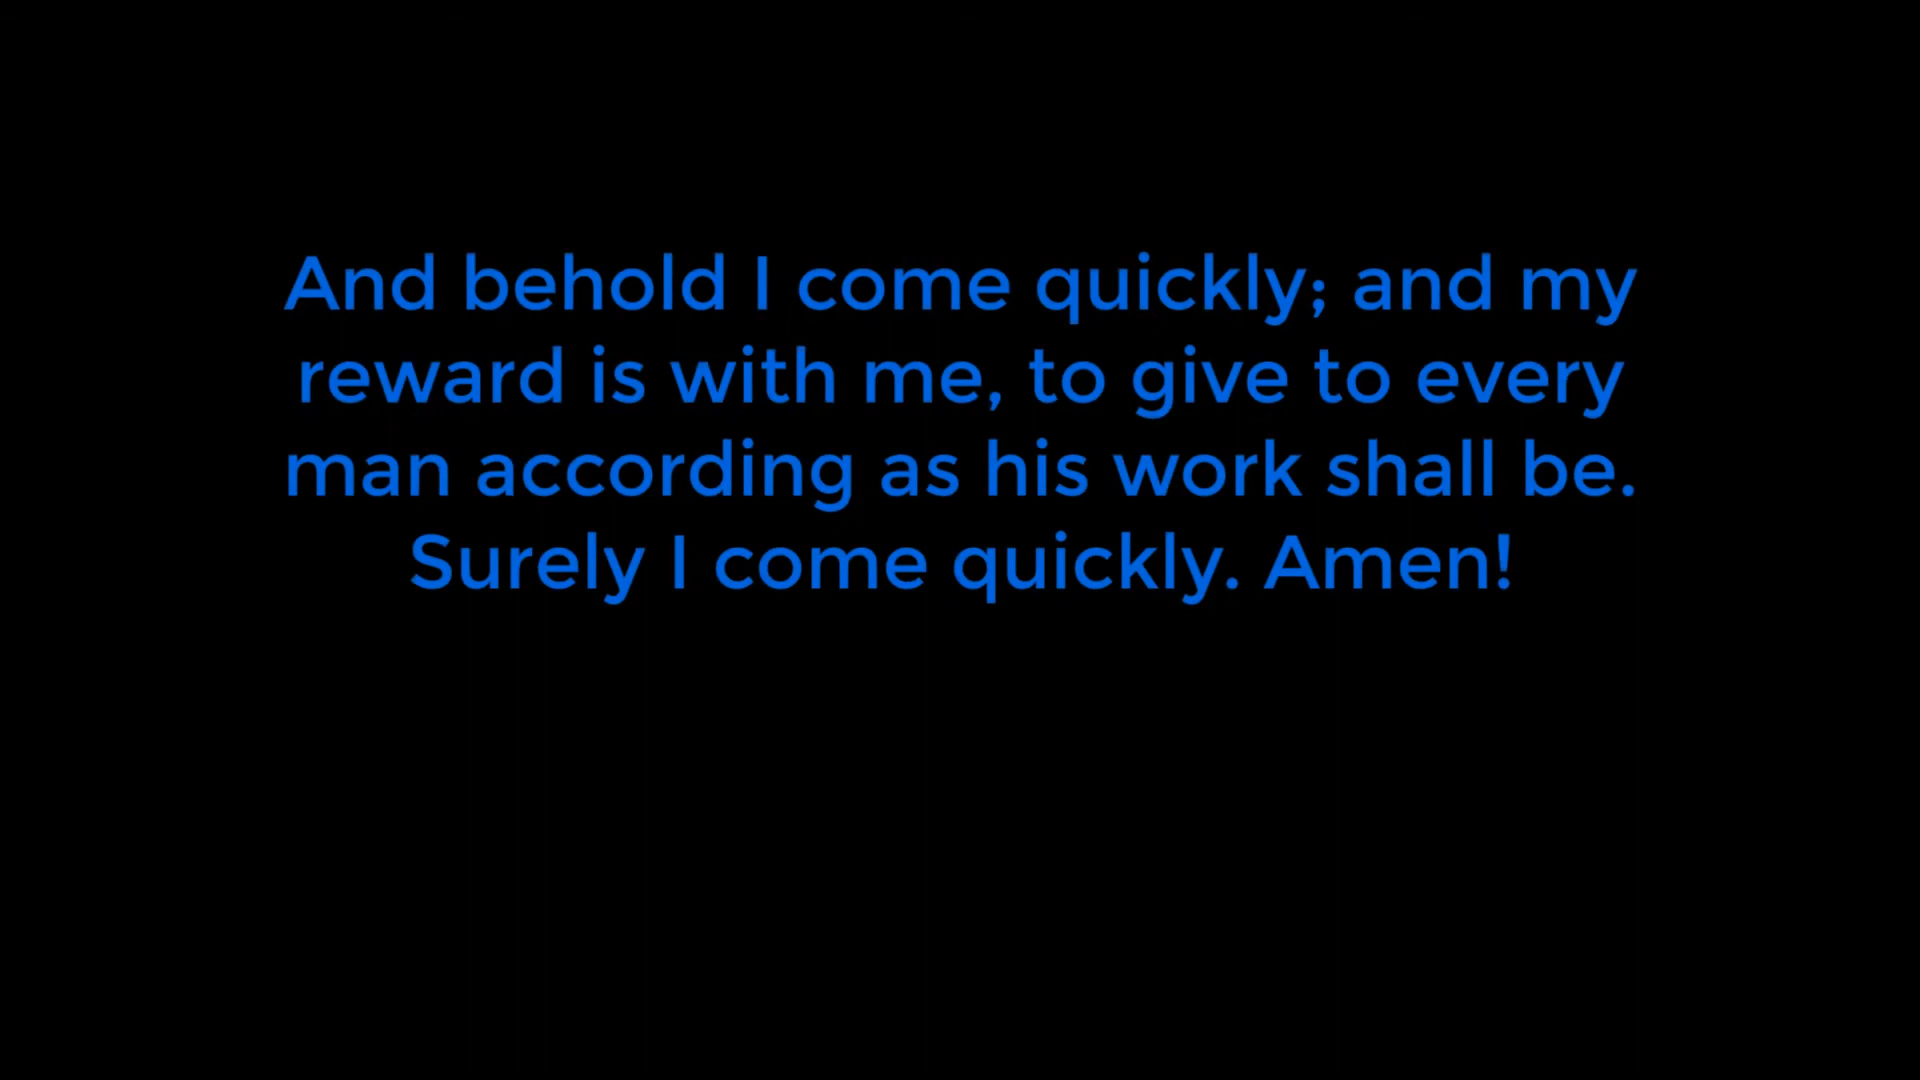 And behold I come quickly; and my
reward is with me, to give to every
man according as his work shall be.
Surely I come quickly. Amen!